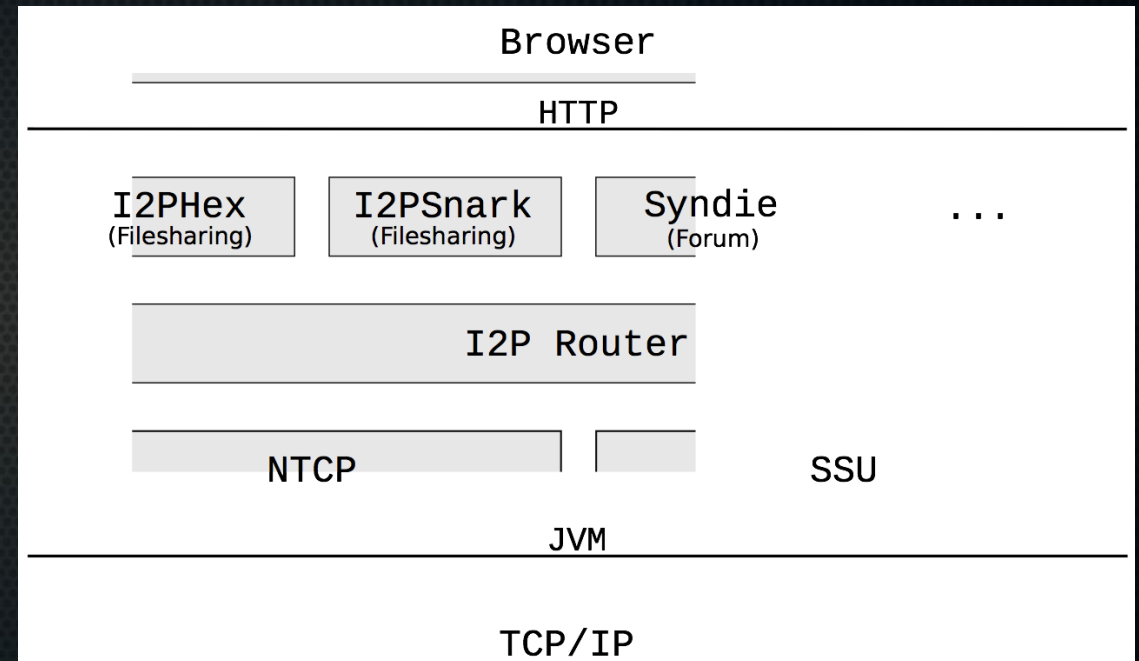 Browser
HTTP
I2PHex I2PSnark Syndie ...
(Filesharing) (Filesharing) (Forum)
I2P Router
NTCP SSU
JVM
TCP/IP